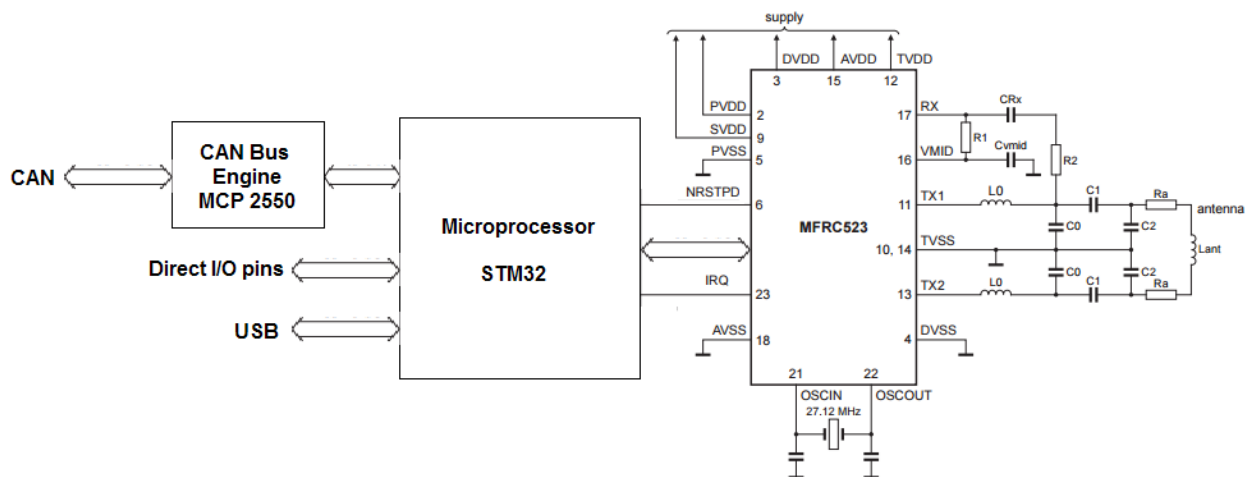 supply
DVDD
AVDD
TVDD
3
15
12
PVDD
2
SVDD
9
PVSS
5
NRSTPD
6
IRQ
23
AVSS
18
MFRC523
RX
17
CRx
R1
VMID
16
Cvmid
R2
TX1
11
L0
C1
Ra
antenna
C0
C2
TVSS
10, 14
Lant
C0
C2
TX2
13
L0
C1
Ra
DVSS
4
21
22
OSCIN
OSCOUT
27.12 MHz
CAN
CAN Bus
Engine
MCP 2550
Direct I/O pins
USB
Microprocessor
STM32